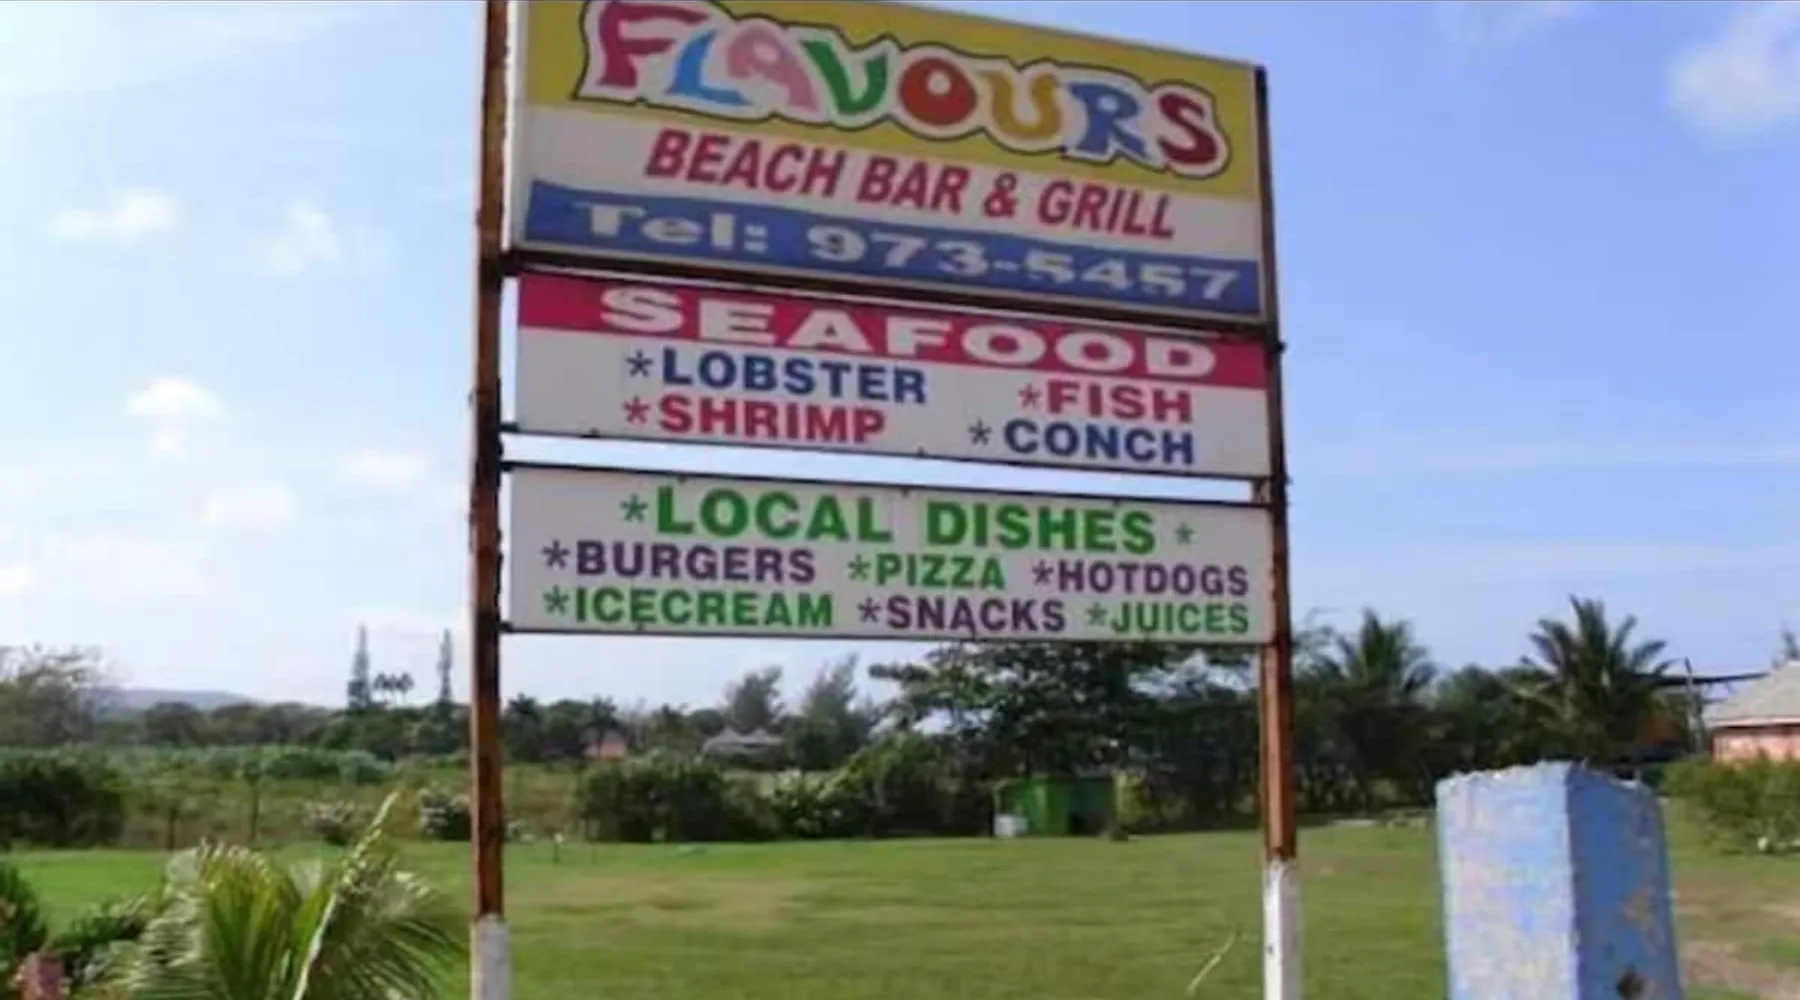 FLAVOURS
BEACH BAR & GRILL
Tel: 973-5457
SEAFOOD
*LOBSTER *FISH
*SHRIMP *CONCH
*LOCAL DISHES*
*BURGERS *PIZZA *HOTDOGS
*ICECREAM *SNACKS *JUICES